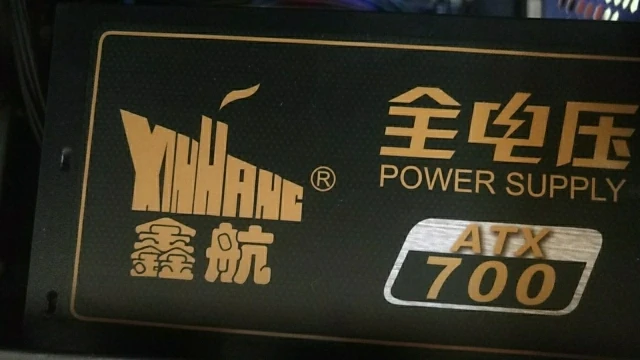 XINHANG®
鑫航
全电压
POWER SUPPLY
ATX
700